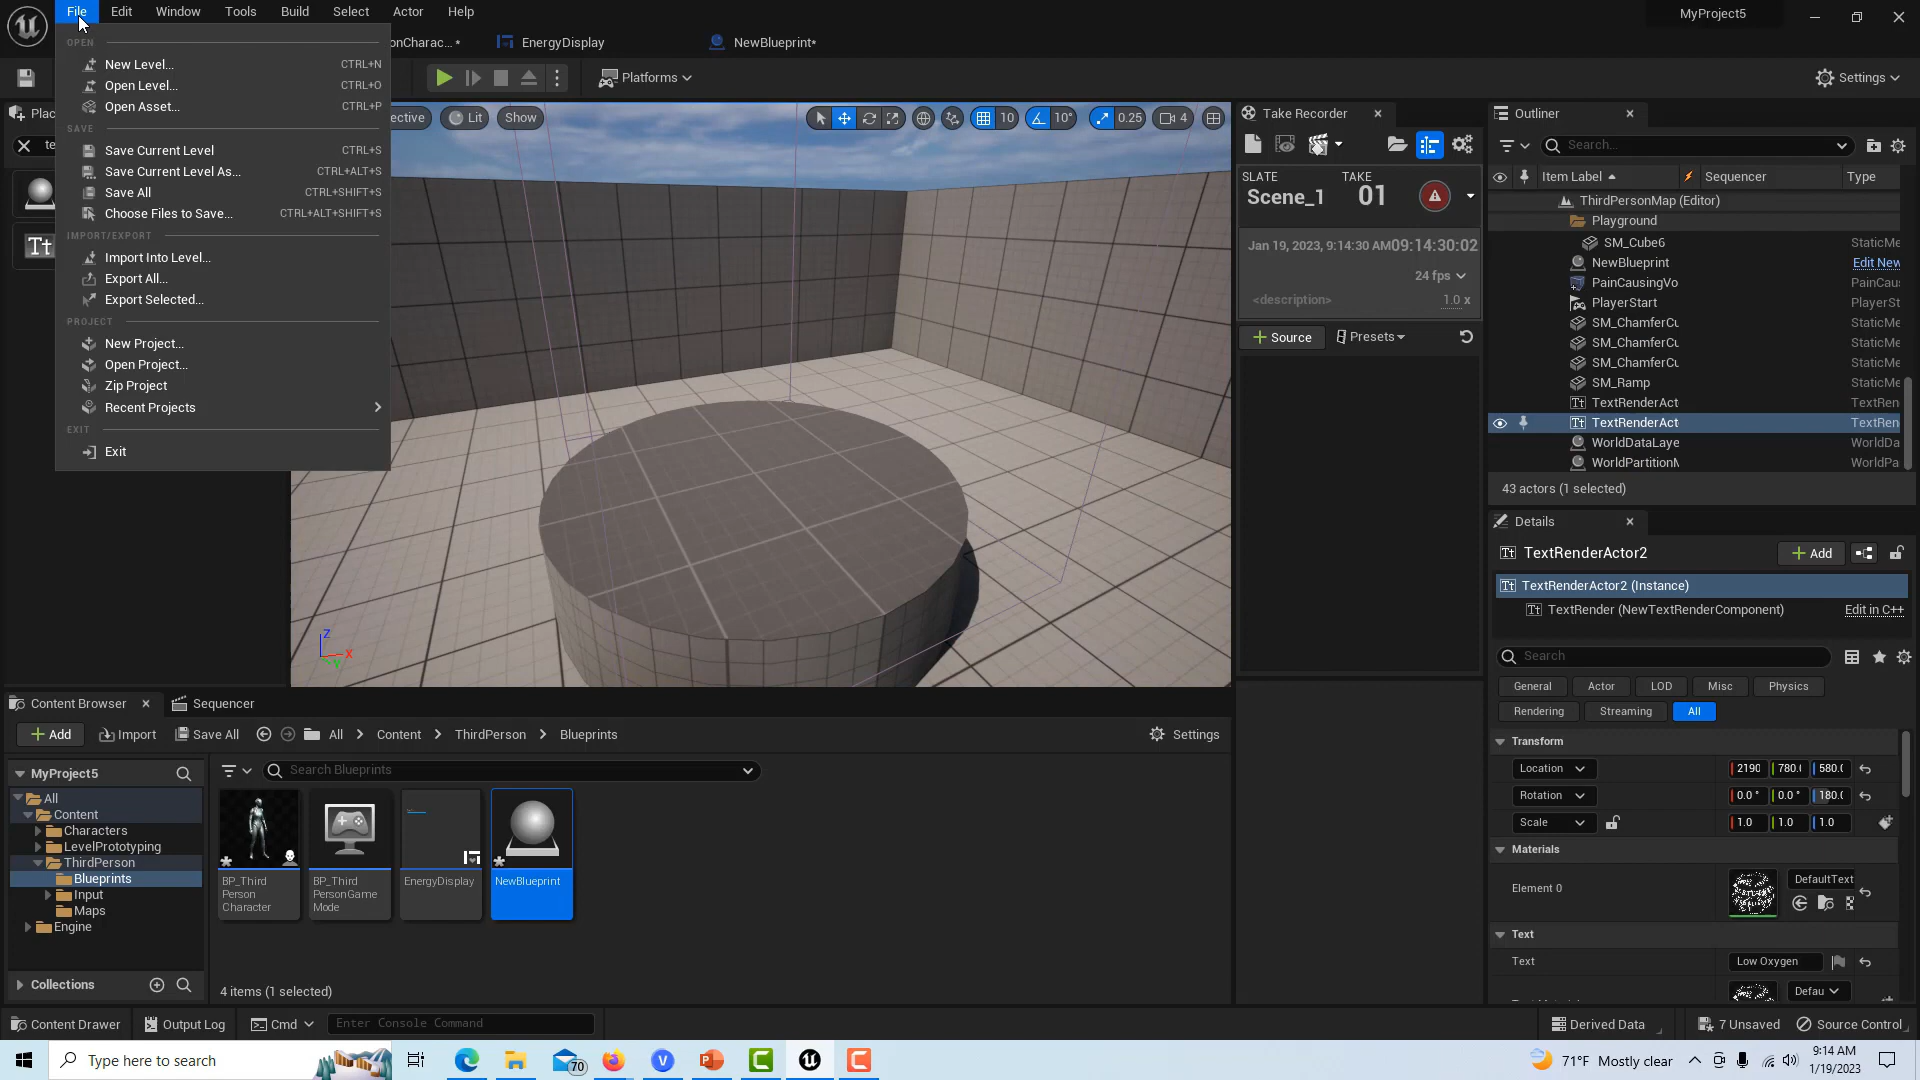 File Edit Window Tools Build Select Actor Help MyProject5
onCharac... * EnergyDisplay NewBlueprint*
Platforms Settings
OPEN
New Level... CTRL+N
Open Level... CTRL+O
Open Asset... CTRL+P
SAVE
Save Current Level CTRL+S
Save Current Level As... CTRL+ALT+S
Save All CTRL+SHIFT+S
Choose Files to Save... CTRL+ALT+SHIFT+S
IMPORT/EXPORT
Import Into Level...
Export All...
Export Selected...
PROJECT
New Project...
Open Project...
Zip Project
Recent Projects
EXIT
Exit
Plac
te
Tt
ective Lit Show 10 10° 0.25 4
Z X Y
Take Recorder
SLATE TAKE
Scene_1 01
Jan 19, 2023, 9:14:30 AM 09:14:30:02
24 fps
<description> 1.0 x
Source Presets
Outliner
Search...
Item Label Sequencer Type
ThirdPersonMap (Editor)
Playground
SM_Cube6 StaticMe
NewBlueprint Edit New
PainCausingVo PainCau
PlayerStart PlayerSt
SM_ChamferCu StaticMe
SM_ChamferCu StaticMe
SM_ChamferCu StaticMe
SM_Ramp StaticMe
Tt TextRenderAct TextRen
Tt TextRenderAct TextRen
WorldDataLaye WorldDa
WorldPartitionM WorldPa
43 actors (1 selected)
Details
Tt TextRenderActor2 Add
Tt TextRenderActor2 (Instance)
Tt TextRender (NewTextRenderComponent) Edit in C++
Search
General Actor LOD Misc Physics
Rendering Streaming All
Transform
Location 2190 780.( 580.(
Rotation 0.0 ° 0.0 ° 180.(
Scale 1.0 1.0 1.0
Materials
Element 0 DefaultText
Text
Text Low Oxygen
Defau
Content Browser Sequencer
Add Import Save All All Content ThirdPerson Blueprints Settings
MyProject5
Search Blueprints
All
Content
Characters
LevelPrototyping
ThirdPerson
Blueprints
Input
Maps
Engine
Collections
BP_Third
Person
Character
BP_Third
PersonGame
Mode
EnergyDisplay
NewBlueprint
4 items (1 selected)
Content Drawer Output Log Cmd Enter Console Command Derived Data 7 Unsaved Source Control
Type here to search 70 71°F Mostly clear 9:14 AM
1/19/2023